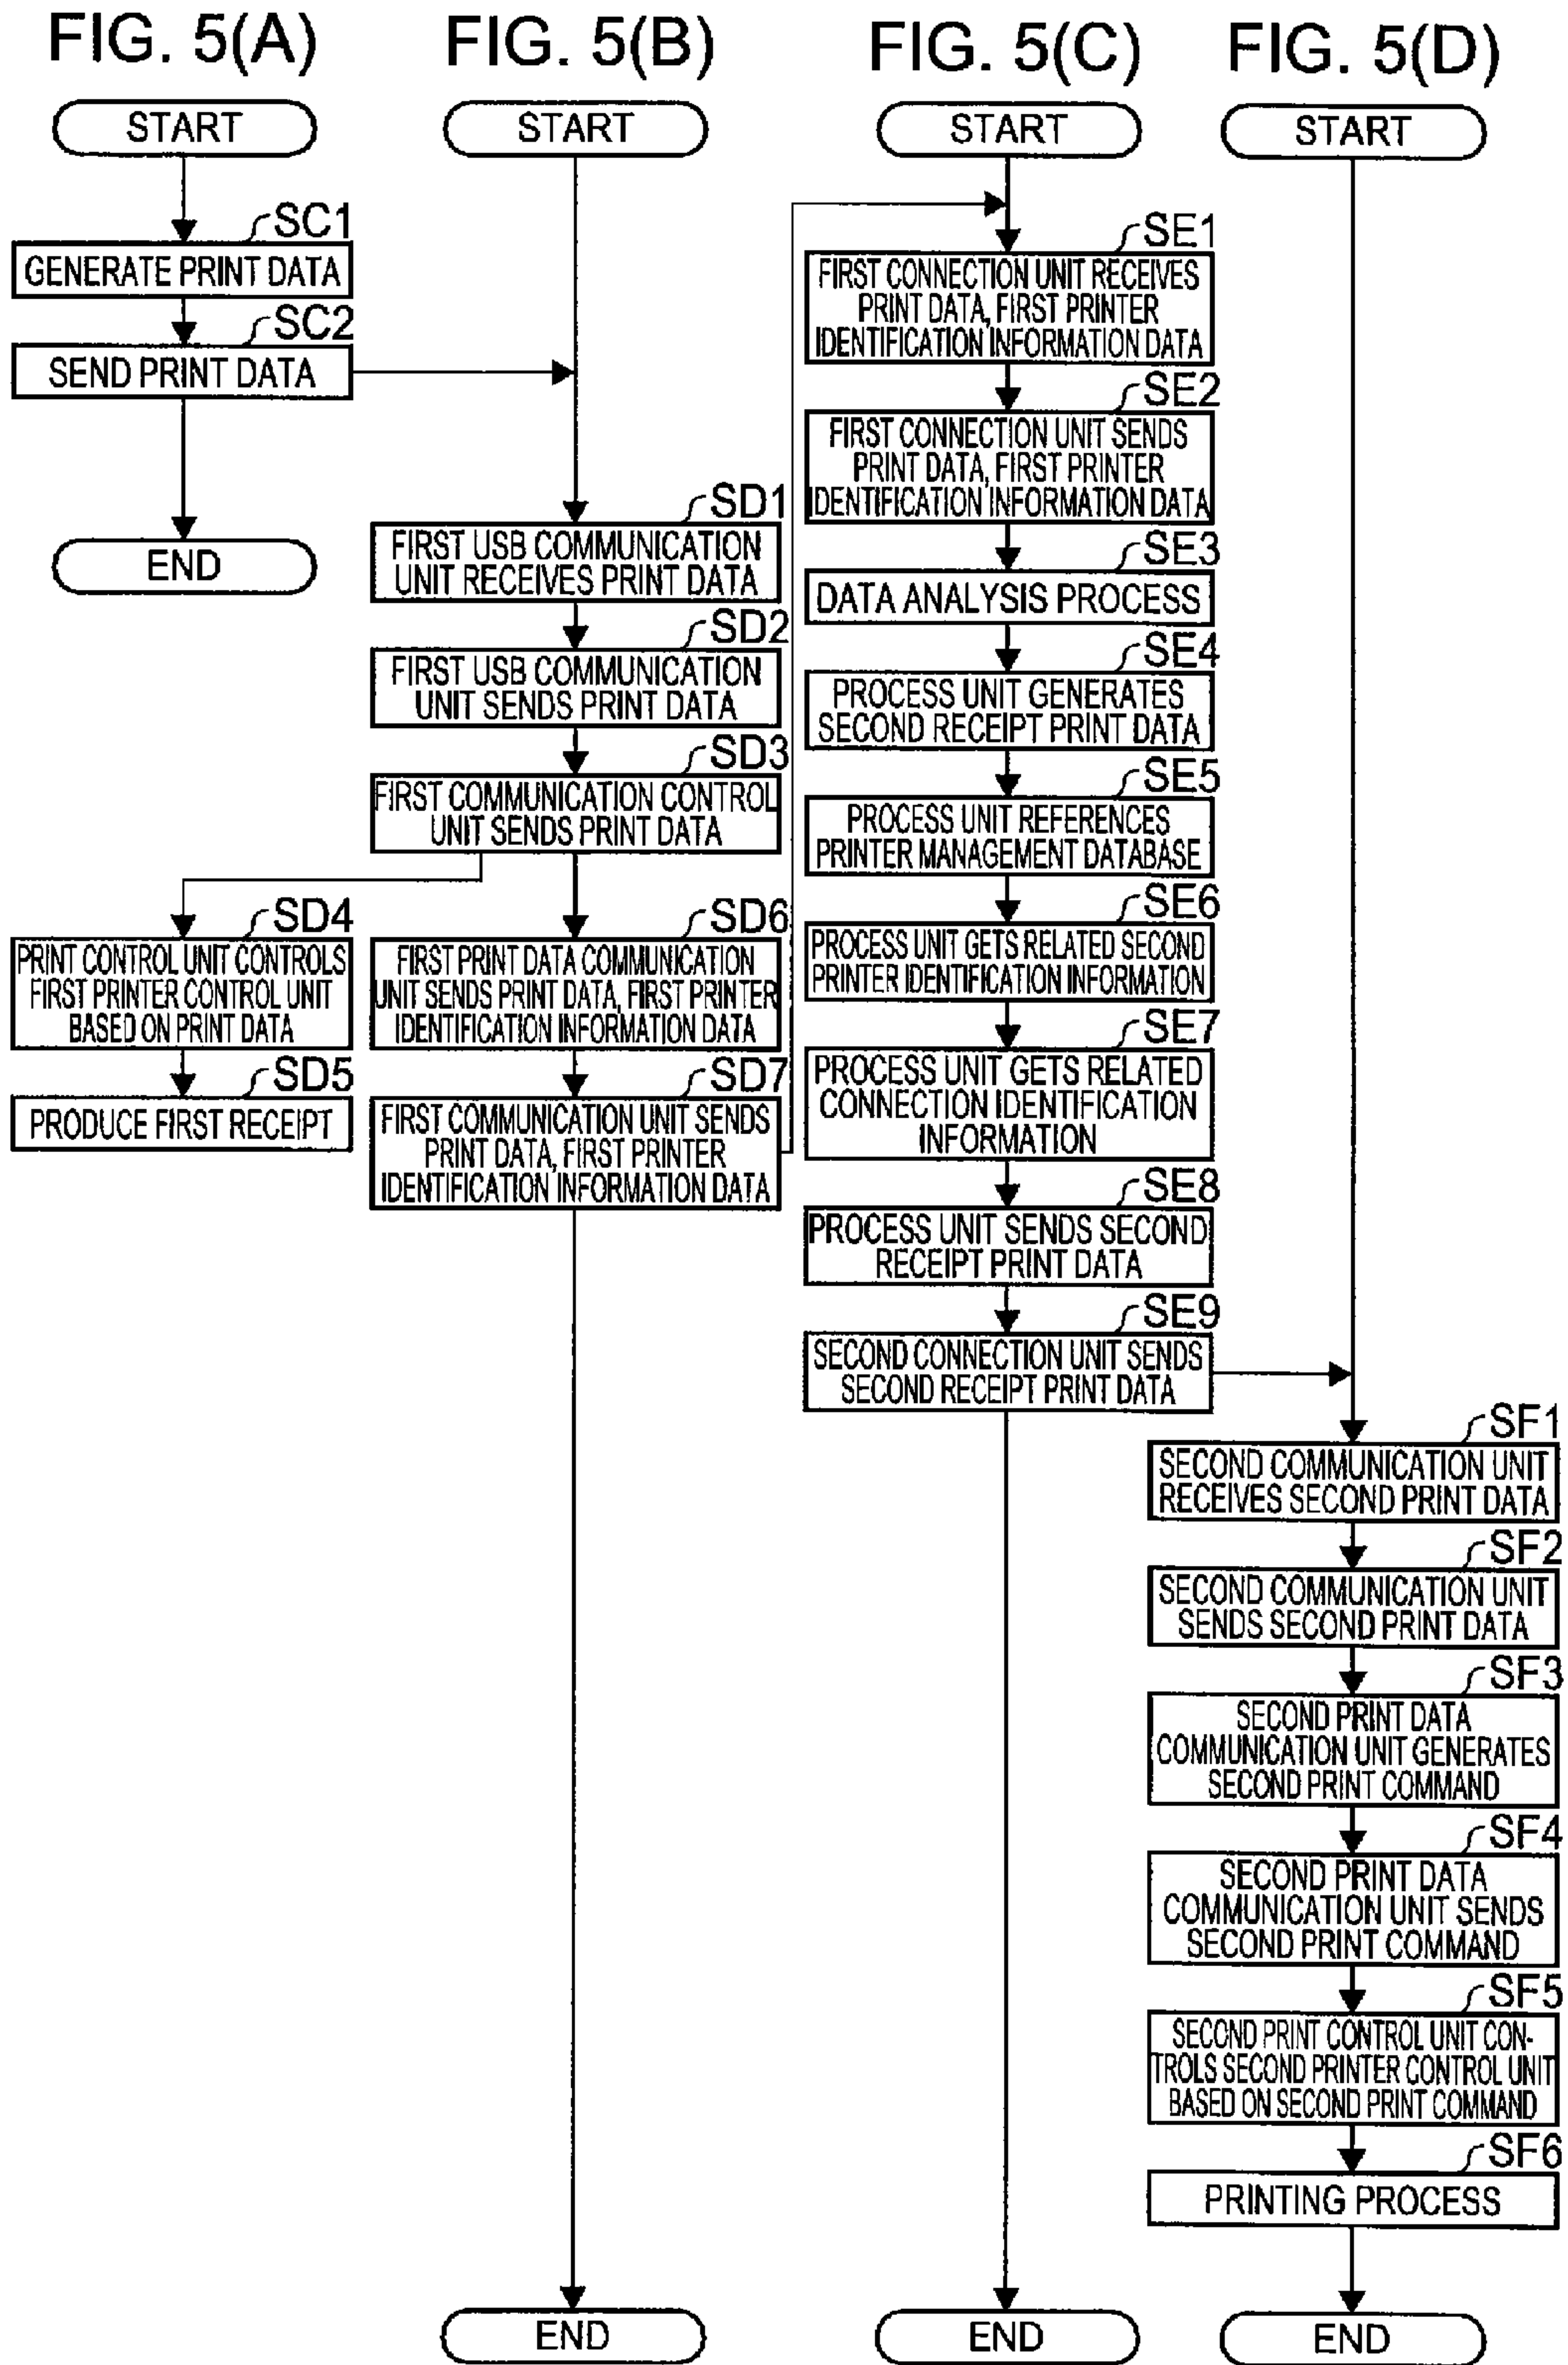 FIG. 5(A)
START
SC1
GENERATE PRINT DATA
SC2
SEND PRINT DATA
END
FIG. 5(B)
START
SD1
FIRST USB COMMUNICATION
UNIT RECEIVES PRINT DATA
SD2
FIRST USB COMMUNICATION
UNIT SENDS PRINT DATA
SD3
FIRST COMMUNICATION CONTROL
UNIT SENDS PRINT DATA
SD4
PRINT CONTROL UNIT CONTROLS
FIRST PRINTER CONTROL UNIT
BASED ON PRINT DATA
SD5
PRODUCE FIRST RECEIPT
SD6
FIRST PRINT DATA COMMUNICATION
UNIT SENDS PRINT DATA, FIRST PRINTER
IDENTIFICATION INFORMATION DATA
SD7
FIRST COMMUNICATION UNIT SENDS
PRINT DATA, FIRST PRINTER
IDENTIFICATION INFORMATION DATA
END
FIG. 5(C)
START
SE1
FIRST CONNECTION UNIT RECEIVES
PRINT DATA, FIRST PRINTER
IDENTIFICATION INFORMATION DATA
SE2
FIRST CONNECTION UNIT SENDS
PRINT DATA, FIRST PRINTER
IDENTIFICATION INFORMATION DATA
SE3
DATA ANALYSIS PROCESS
SE4
PROCESS UNIT GENERATES
SECOND RECEIPT PRINT DATA
SE5
PROCESS UNIT REFERENCES
PRINTER MANAGEMENT DATABASE
SE6
PROCESS UNIT GETS RELATED SECOND
PRINTER IDENTIFICATION INFORMATION
SE7
PROCESS UNIT GETS RELATED
CONNECTION IDENTIFICATION
INFORMATION
SE8
PROCESS UNIT SENDS SECOND
RECEIPT PRINT DATA
SE9
SECOND CONNECTION UNIT SENDS
SECOND RECEIPT PRINT DATA
END
FIG. 5(D)
START
SF1
SECOND COMMUNICATION UNIT
RECEIVES SECOND PRINT DATA
SF2
SECOND COMMUNICATION UNIT
SENDS SECOND PRINT DATA
SF3
SECOND PRINT DATA
COMMUNICATION UNIT GENERATES
SECOND PRINT COMMAND
SF4
SECOND PRINT DATA
COMMUNICATION UNIT SENDS
SECOND PRINT COMMAND
SF5
SECOND PRINT CONTROL UNIT CON-
TROLS SECOND PRINTER CONTROL UNIT
BASED ON SECOND PRINT COMMAND
SF6
PRINTING PROCESS
END